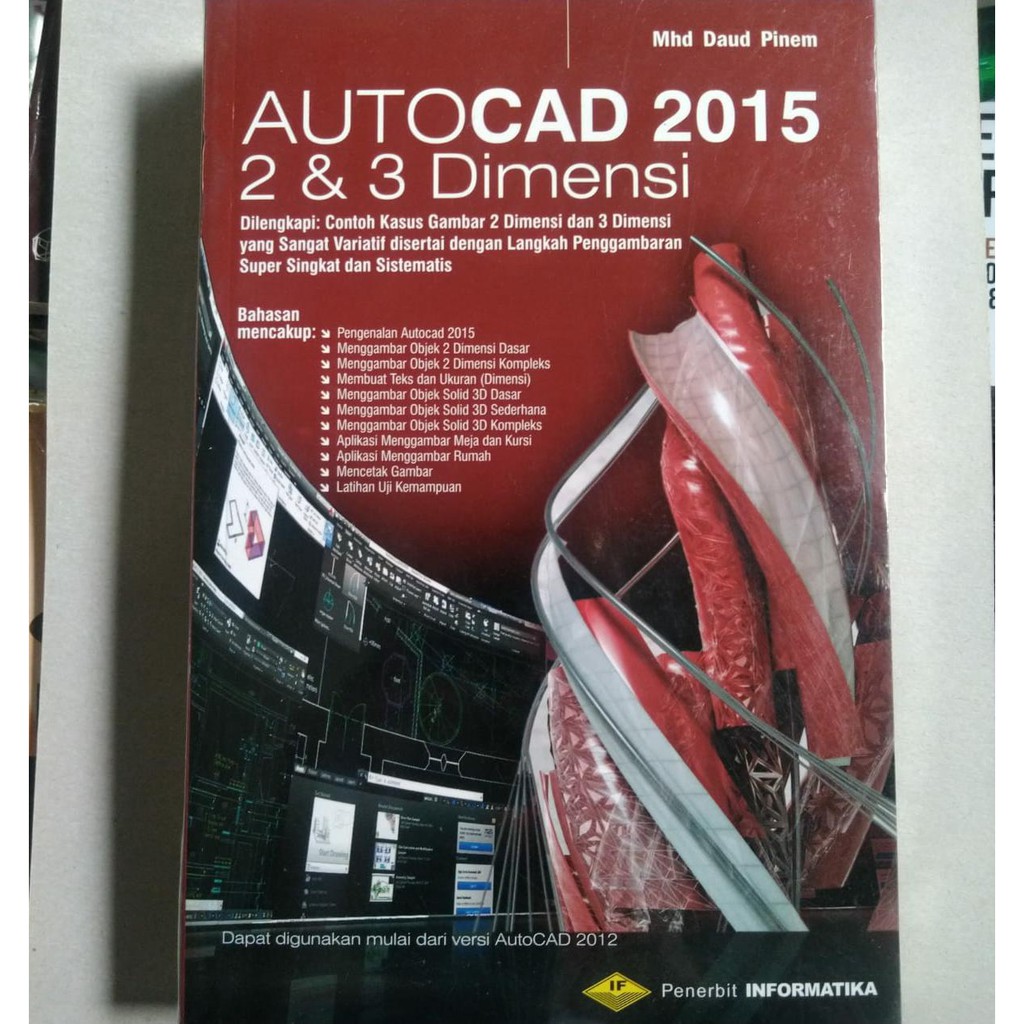 Mhd Daud Pinem
AUTOCAD 2015
2 & 3 Dimensi
Dilengkapi: Contoh Kasus Gambar 2 Dimensi dan 3 Dimensi
yang Sangat Variatif disertai dengan Langkah Penggambaran
Super Singkat dan Sistematis
Bahasan
mencakup:
Pengenalan Autocad 2015
Menggambar Objek 2 Dimensi Dasar
Menggambar Objek 2 Dimensi Kompleks
Membuat Teks dan Ukuran (Dimensi)
Menggambar Objek Solid 3D Dasar
Menggambar Objek Solid 3D Sederhana
Menggambar Objek Solid 3D Kompleks
Aplikasi Menggambar Meja dan Kursi
Aplikasi Menggambar Rumah
Mencetak Gambar
Latihan Uji Kemampuan
Start Drawing
Dapat digunakan mulai dari versi AutoCAD 2012
IF
Penerbit INFORMATIKA